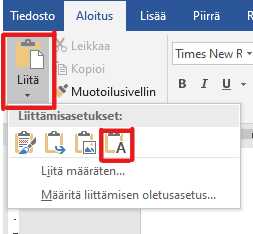 Tiedosto Aloitus Lisää Piirrä
Liitä
Leikkaa
Kopioi
Muotoilusivellin
Times New R
Liittämisasetukset:
A
Liitä määräten...
Määritä liittämisen oletusasetus...